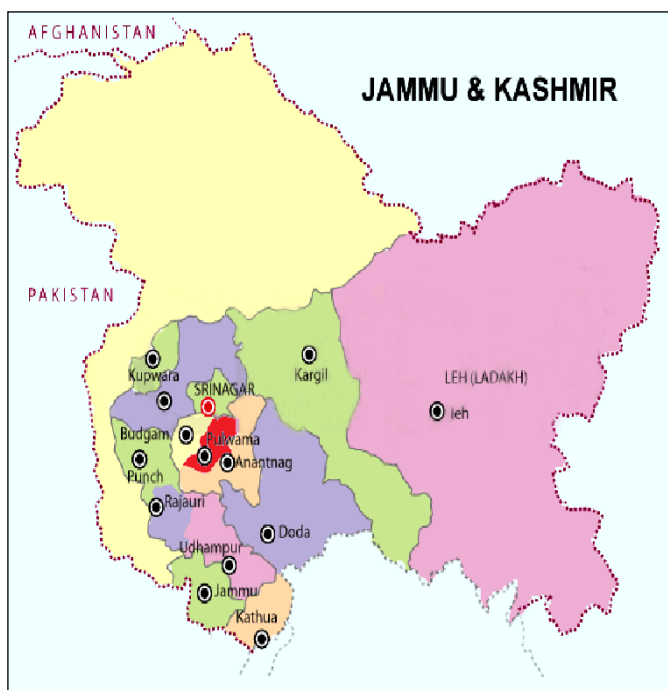 AFGHANISTAN
JAMMU & KASHMIR
PAKISTAN
Kupwara
SRINAGAR
Kargil
LEH (LADAKH)
leh
Budgam
Pulwama
Anantnag
Punch
Rajauri
Doda
Udhampur
Jammu
Kathua